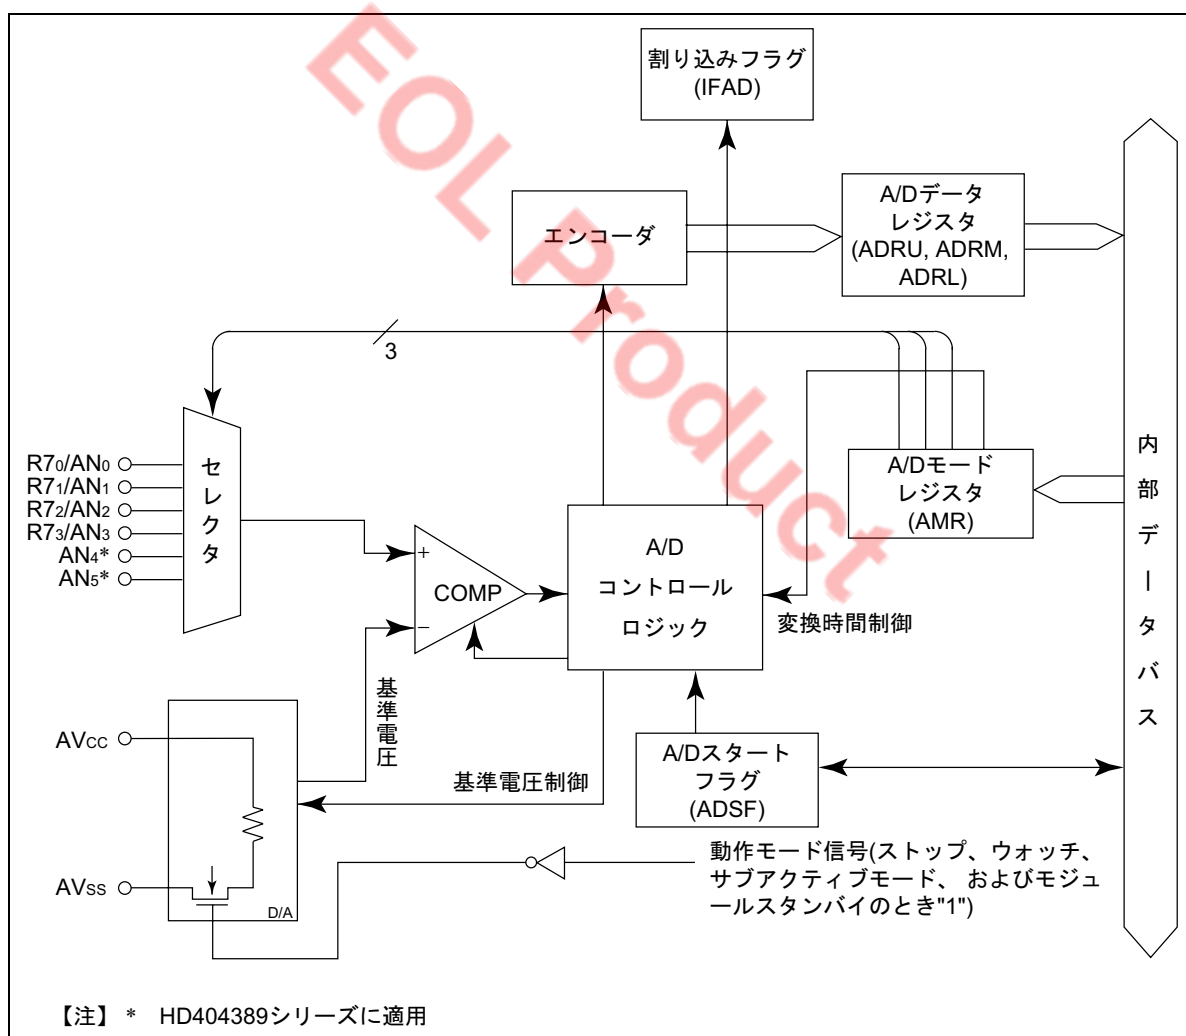 割り込みフラグ
(IFAD)
エンコーダ
A/Dデータ
レジスタ
(ADRU, ADRM,
ADRL)
3
セレクタ
R70/AN0
R71/AN1
R72/AN2
R73/AN3
AN4*
AN5*
+
COMP
−
A/D
コントロール
ロジック
A/Dモード
レジスタ
(AMR)
変換時間制御
内部データバス
基準電圧
AVCC
AVSS
D/A
基準電圧制御
A/Dスタート
フラグ
(ADSF)
動作モード信号(ストップ、ウォッチ、
サブアクティブモード、 およびモジュ
ールスタンバイのとき"1")
【注】 * HD404389シリーズに適用
EOL Product